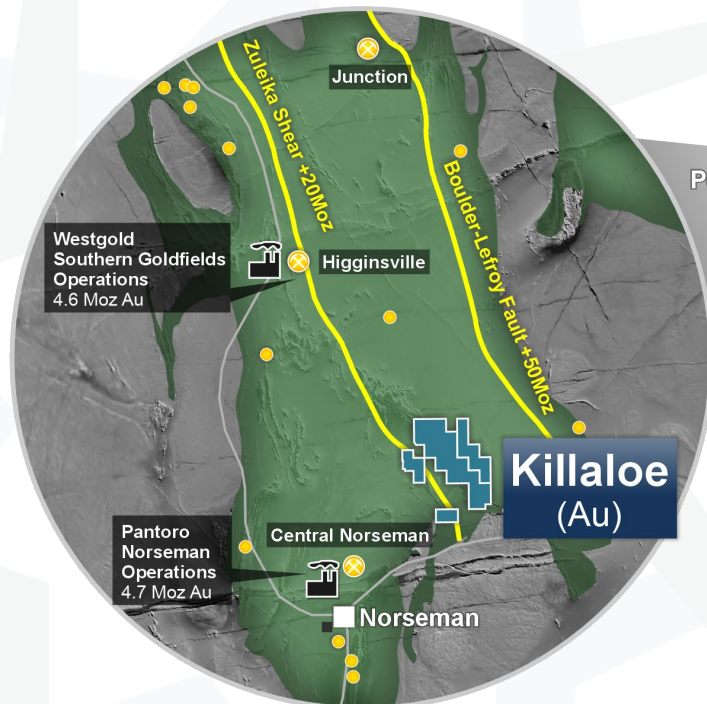 Junction
Zuleika Shear +20Moz
Boulder-Lefroy Fault +50Moz
P
Westgold
Southern Goldfields
Operations
4.6 Moz Au
Higginsville
Killaloe
(Au)
Pantoro
Norseman
Operations
4.7 Moz Au
Central Norseman
Norseman